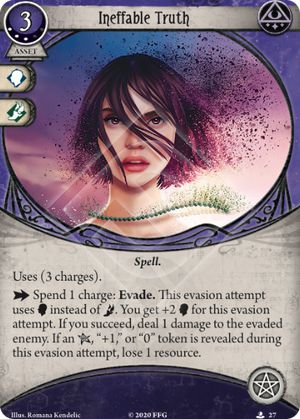 3
Ineffable Truth
ASSET
Spell.
Uses (3 charges).
Spend 1 charge: Evade. This evasion attempt
uses instead of . You get +2 for this evasion
attempt. If you succeed, deal 1 damage to the evaded
enemy. If an , “+1,” or “0” token is revealed during
this evasion attempt, lose 1 resource.
Illus. Romana Kendelic © 2020 FFG 27